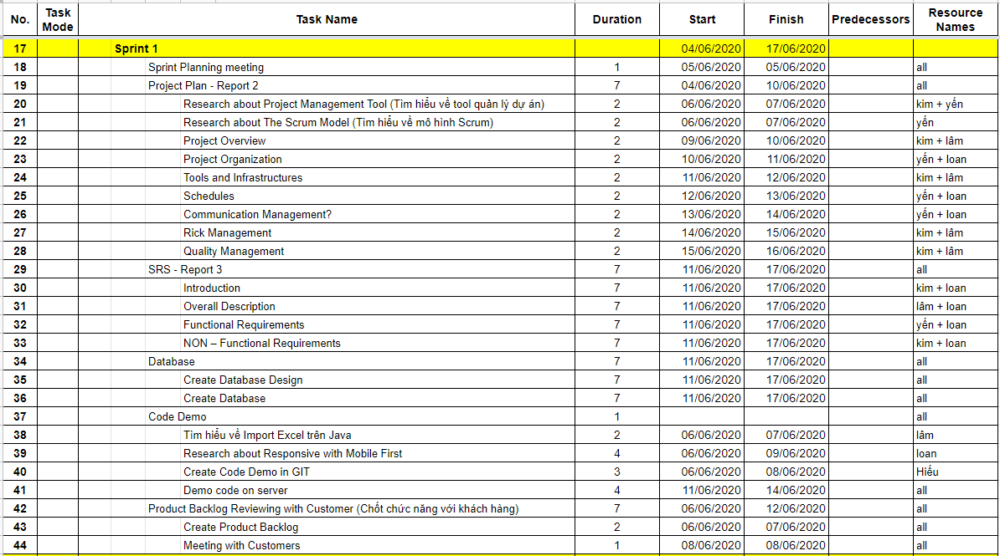 No. Task Mode Task Name Duration Start Finish Predecessors Resource Names
17 Sprint 1 04/06/2020 17/06/2020
18 Sprint Planning meeting 1 05/06/2020 05/06/2020 all
19 Project Plan - Report 2 7 04/06/2020 10/06/2020 all
20 Research about Project Management Tool (Tìm hiểu về tool quản lý dự án) 2 06/06/2020 07/06/2020 kim + yến
21 Research about The Scrum Model (Tìm hiểu về mô hình Scrum) 2 06/06/2020 07/06/2020 yến
22 Project Overview 2 09/06/2020 10/06/2020 kim + lâm
23 Project Organization 2 10/06/2020 11/06/2020 yến + loan
24 Tools and Infrastructures 2 11/06/2020 12/06/2020 kim + lâm
25 Schedules 2 12/06/2020 13/06/2020 yến + loan
26 Communication Management? 2 13/06/2020 14/06/2020 yến + loan
27 Rick Management 2 14/06/2020 15/06/2020 kim + lâm
28 Quality Management 2 15/06/2020 16/06/2020 kim + lâm
29 SRS - Report 3 7 11/06/2020 17/06/2020 all
30 Introduction 7 11/06/2020 17/06/2020 kim + loan
31 Overall Description 7 11/06/2020 17/06/2020 lâm + loan
32 Functional Requirements 7 11/06/2020 17/06/2020 yến + loan
33 NON – Functional Requirements 7 11/06/2020 17/06/2020 kim + loan
34 Database 7 11/06/2020 17/06/2020 all
35 Create Database Design 7 11/06/2020 17/06/2020 all
36 Create Database 7 11/06/2020 17/06/2020 all
37 Code Demo 1 all
38 Tìm hiểu về Import Excel trên Java 2 06/06/2020 07/06/2020 lâm
39 Research about Responsive with Mobile First 4 06/06/2020 09/06/2020 loan
40 Create Code Demo in GIT 3 06/06/2020 08/06/2020 Hiếu
41 Demo code on server 4 11/06/2020 14/06/2020 all
42 Product Backlog Reviewing with Customer (Chốt chức năng với khách hàng) 7 06/06/2020 12/06/2020 all
43 Create Product Backlog 2 06/06/2020 07/06/2020 all
44 Meeting with Customers 1 08/06/2020 08/06/2020 all